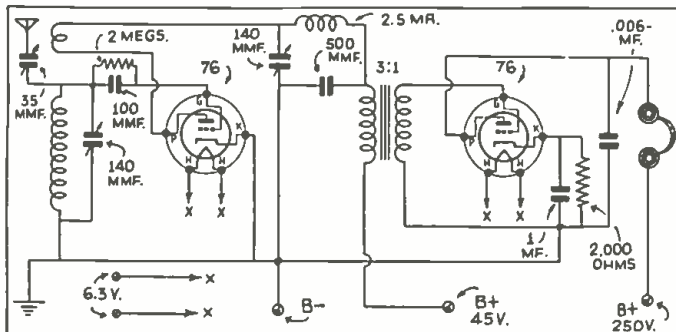 2 MEGS.
35 MMF.
100 MMF.
140 MMF.
76
G
P
K
H
H
X
X
140 MMF.
2.5 MH.
500 MMF.
3:1
76
G
P
K
H
H
X
X
.006-MF.
1 MF.
2,000 OHMS
6.3 V.
X
X
B-
B+
45V.
B+
250V.